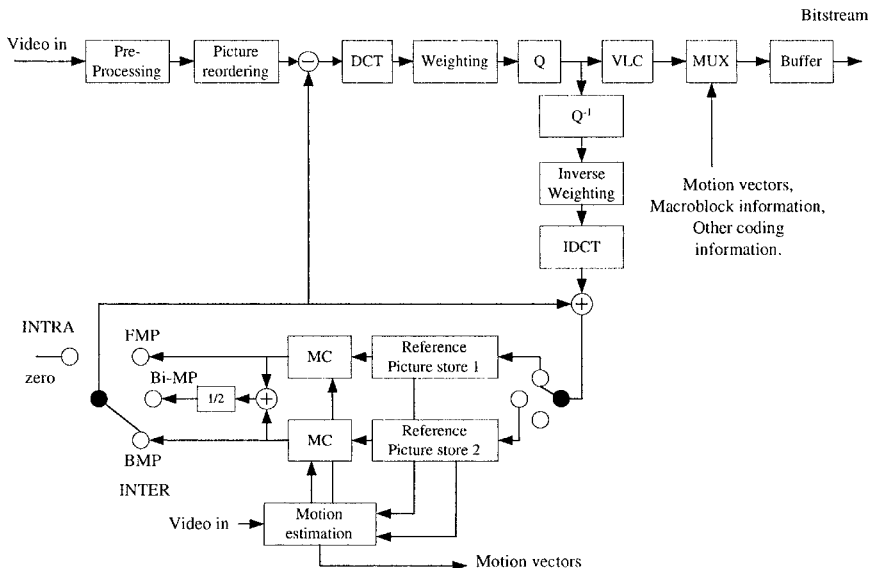 Bitstream
Video in
Pre-
Processing
Picture
reordering
−
DCT
Weighting
Q
VLC
MUX
Buffer
Q⁻¹
Inverse
Weighting
IDCT
Motion vectors,
Macroblock information,
Other coding
information.
+
INTRA
zero
FMP
Bi-MP
1/2
+
BMP
INTER
MC
Reference
Picture store 1
MC
Reference
Picture store 2
Video in
Motion
estimation
Motion vectors